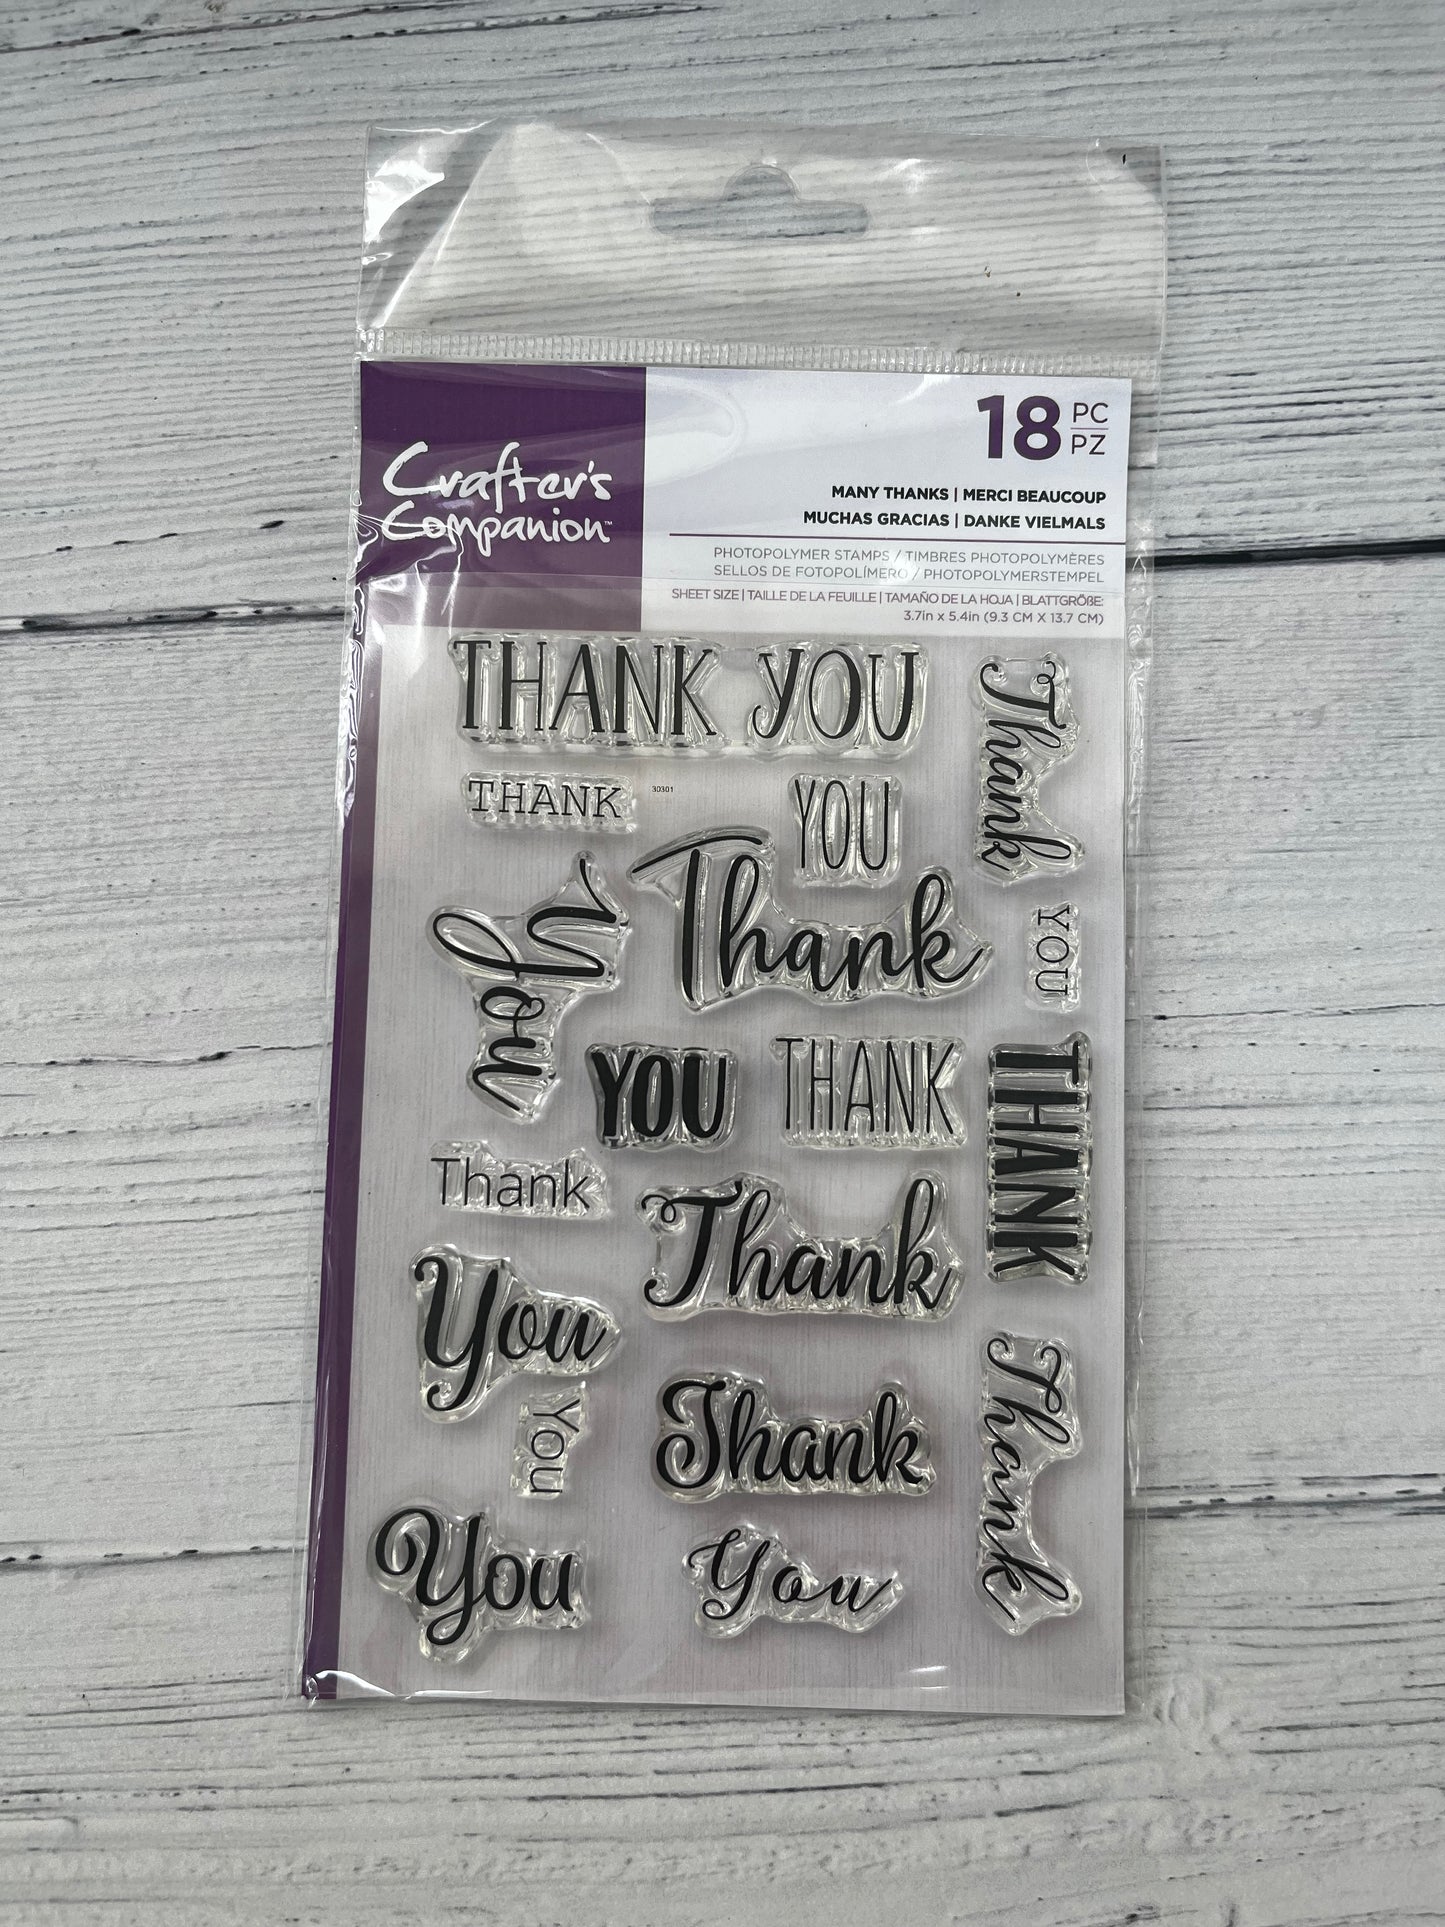 Crafter's
Companion™
18 PC
PZ
MANY THANKS | MERCI BEAUCOUP
MUCHAS GRACIAS | DANKE VIELMALS
PHOTOPOLYMER STAMPS / TIMBRES PHOTOPOLYMÈRES
SELLOS DE FOTOPOLÍMERO / PHOTOPOLYMERSTEMPEL
SHEET SIZE | TAILLE DE LA FEUILLE | TAMAÑO DE LA HOJA | BLATTGRÖßE:
3.7in x 5.4in (9.3 CM X 13.7 CM)
THANK YOU
Thank
THANK
30301
YOU
Thank
You
YOU
YOU
THANK
THANK
Thank
Thank
You
You
Thank
Thank
You
You